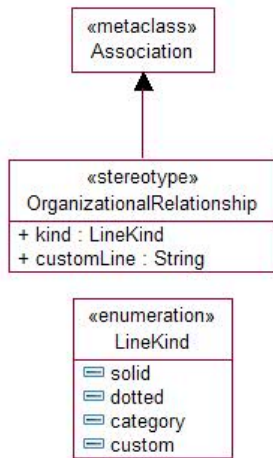 «metaclass»
Association
«stereotype»
OrganizationalRelationship
+ kind : LineKind
+ customLine : String
«enumeration»
LineKind
solid
dotted
category
custom